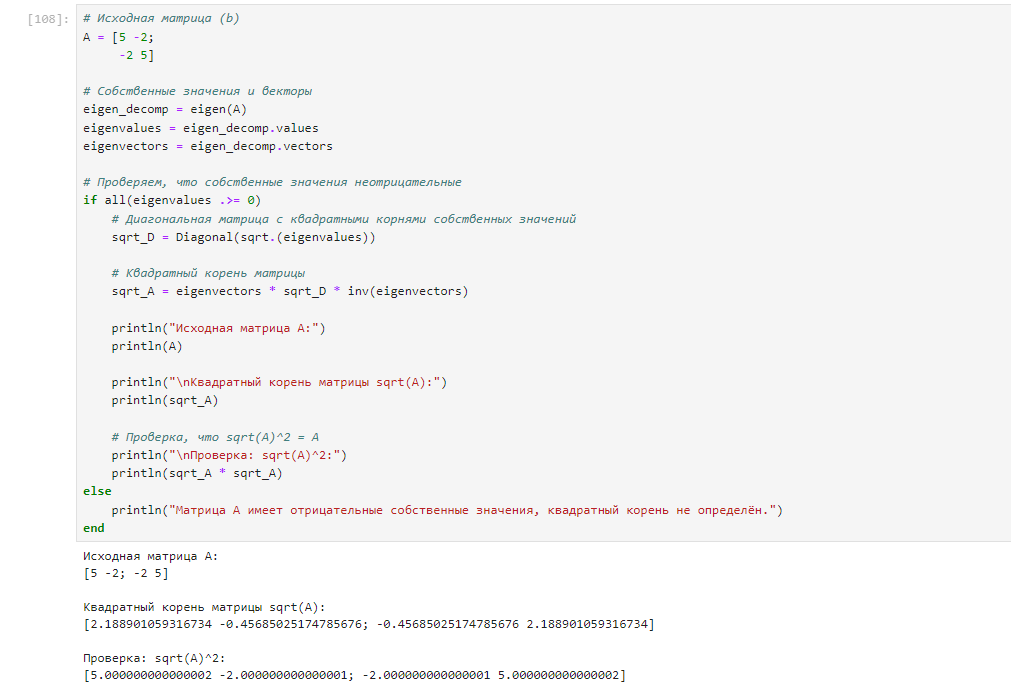 [108]:
# Исходная матрица (b)
A = [5 -2;
     -2 5]
# Собственные значения и векторы
eigen_decomp = eigen(A)
eigenvalues = eigen_decomp.values
eigenvectors = eigen_decomp.vectors
# Проверяем, что собственные значения неотрицательные
if all(eigenvalues .>= 0)
    # Диагональная матрица с квадратными корнями собственных значений
    sqrt_D = Diagonal(sqrt.(eigenvalues))
    # Квадратный корень матрицы
    sqrt_A = eigenvectors * sqrt_D * inv(eigenvectors)
    println("Исходная матрица A:")
    println(A)
    println("\nКвадратный корень матрицы sqrt(A):")
    println(sqrt_A)
    # Проверка, что sqrt(A)^2 = A
    println("\nПроверка: sqrt(A)^2:")
    println(sqrt_A * sqrt_A)
else
    println("Матрица A имеет отрицательные собственные значения, квадратный корень не определён.")
end
Исходная матрица A:
[5 -2; -2 5]
Квадратный корень матрицы sqrt(A):
[2.188901059316734 -0.45685025174785676; -0.45685025174785676 2.188901059316734]
Проверка: sqrt(A)^2:
[5.000000000000002 -2.000000000000001; -2.000000000000001 5.000000000000002]